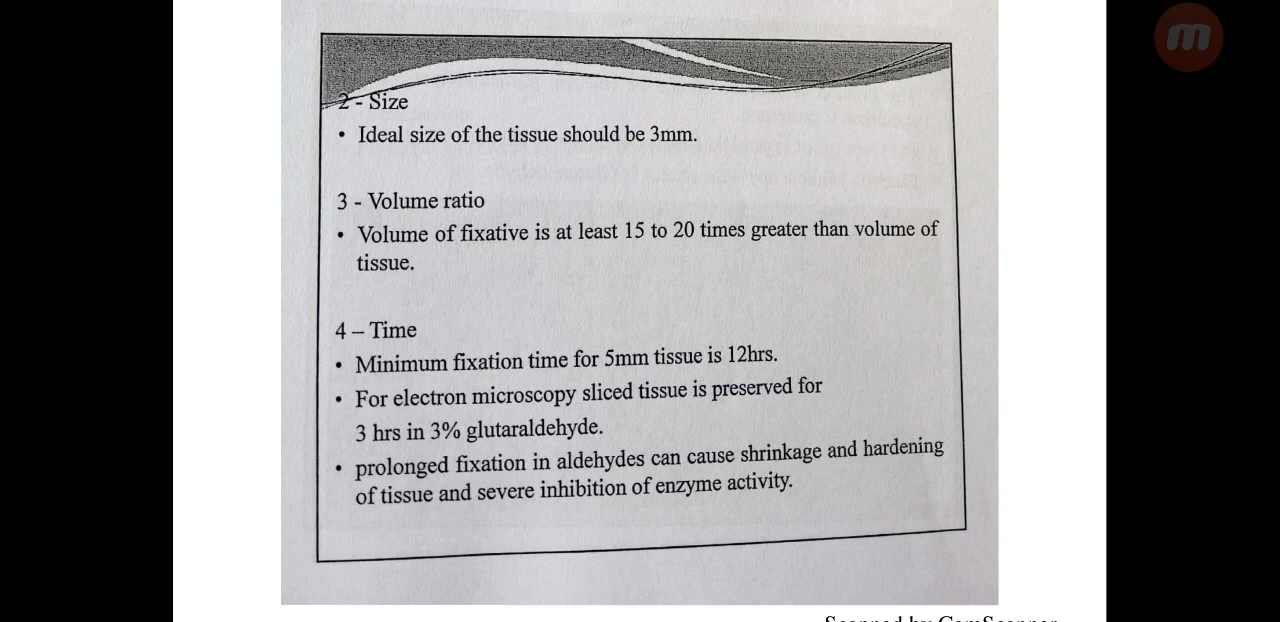 2 - Size
• Ideal size of the tissue should be 3mm.
3 - Volume ratio
• Volume of fixative is at least 15 to 20 times greater than volume of
tissue.
4 – Time
• Minimum fixation time for 5mm tissue is 12hrs.
• For electron microscopy sliced tissue is preserved for
3 hrs in 3% glutaraldehyde.
• prolonged fixation in aldehydes can cause shrinkage and hardening
of tissue and severe inhibition of enzyme activity.
Scanned by CamScanner